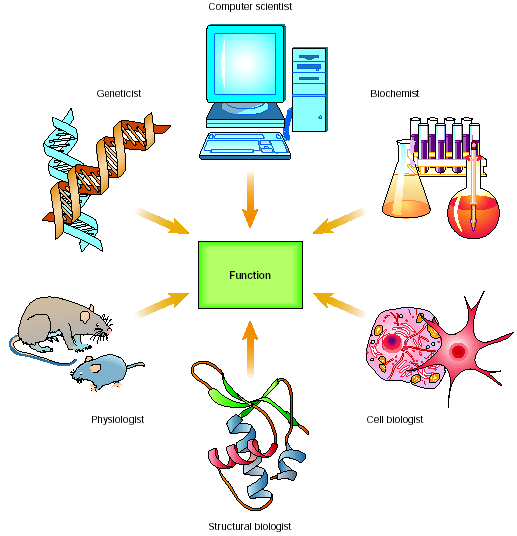 Computer scientist
Geneticist
Biochemist
Function
Physiologist
Cell biologist
Structural biologist